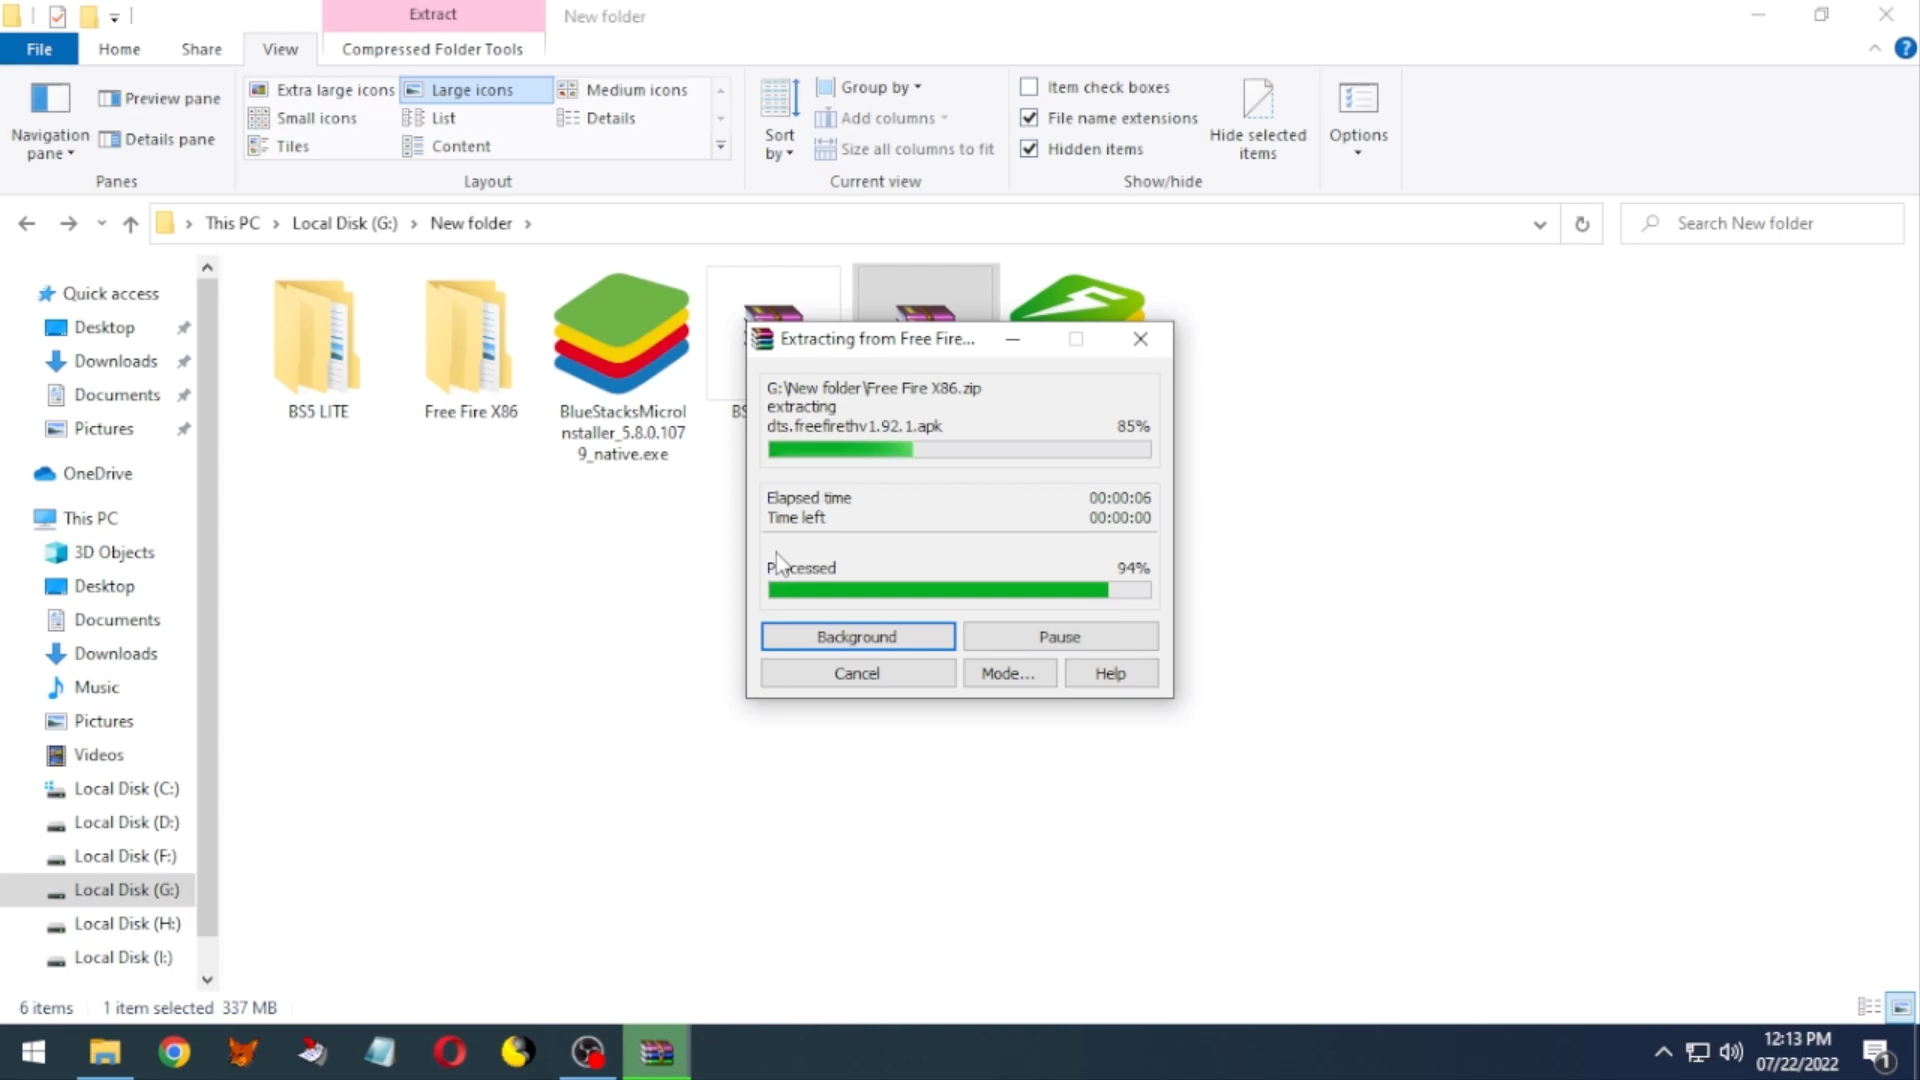 Extract
New folder
File
Home
Share
View
Compressed Folder Tools
Navigation
pane
Preview pane
Details pane
Panes
Extra large icons
Large icons
Medium icons
Small icons
List
Details
Tiles
Content
Layout
Sort
by
Group by
Add columns
Size all columns to fit
Current view
Item check boxes
File name extensions
Hidden items
Hide selected
items
Show/hide
Options
This PC
Local Disk (G:)
New folder
Search New folder
Quick access
Desktop
Downloads
Documents
Pictures
OneDrive
This PC
3D Objects
Desktop
Documents
Downloads
Music
Pictures
Videos
Local Disk (C:)
Local Disk (D:)
Local Disk (F:)
Local Disk (G:)
Local Disk (H:)
Local Disk (I:)
BS5 LITE
Free Fire X86
BlueStacksMicroI
nstaller_5.8.0.107
9_native.exe
Extracting from Free Fire...
G:\New folder\Free Fire X86.zip
extracting
dts.freefirethv1.92.1.apk 85%
Elapsed time 00:00:06
Time left 00:00:00
Processed 94%
Background
Pause
Cancel
Mode...
Help
6 items 1 item selected 337 MB
12:13 PM
07/22/2022
1